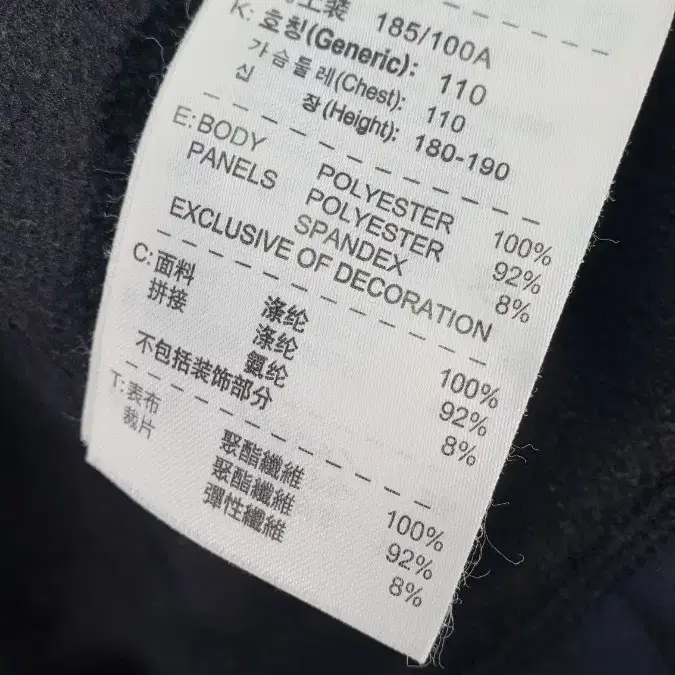 工装 185/100A
K: 호칭(Generic): 110
가슴둘레(Chest): 110
신 장(Height): 180-190
E: BODY POLYESTER 100%
PANELS POLYESTER 92%
SPANDEX 8%
EXCLUSIVE OF DECORATION
C: 面料 涤纶 100%
拼接 涤纶 92%
氨纶 8%
不包括装饰部分
T: 表布 聚酯纖維 100%
裁片 聚酯纖維 92%
彈性纖維 8%